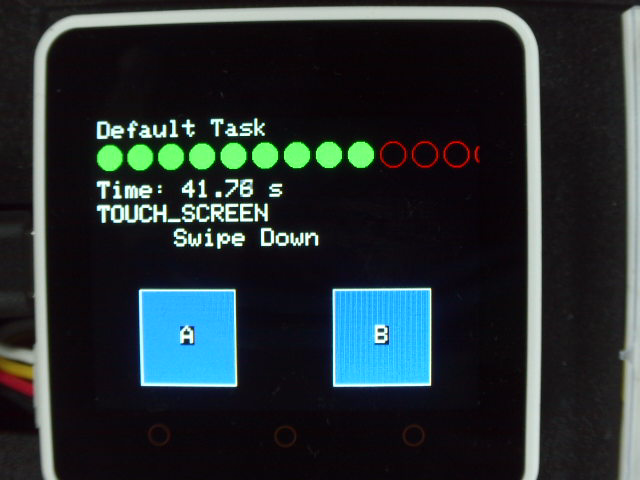 Default Task
Time: 41.76 s
TOUCH_SCREEN
Swipe Down
A B